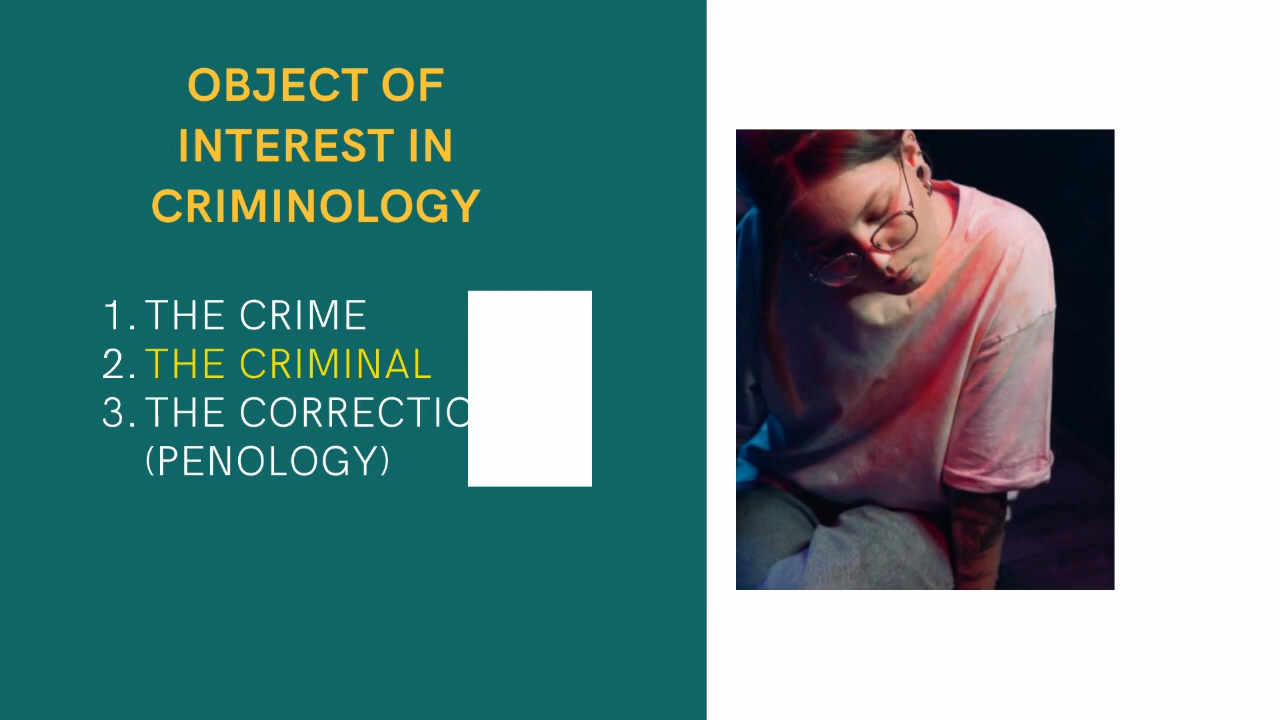 OBJECT OF
INTEREST IN
CRIMINOLOGY
1. THE CRIME
2. THE CRIMINAL
3. THE
(PENOLOGY)